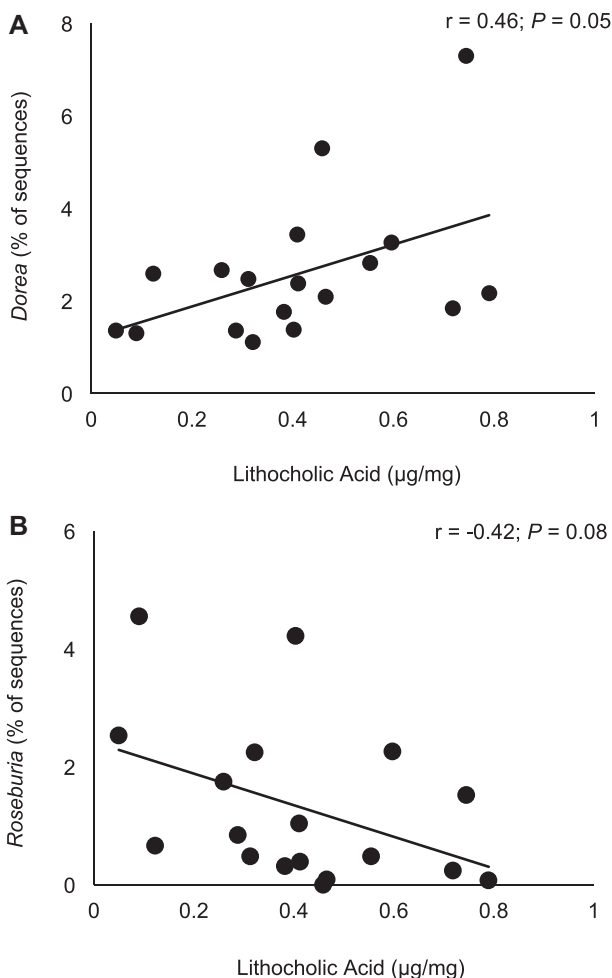 A
r = 0.46; P = 0.05
8
6
4
2
0
Dorea (% of sequences)
0 0.2 0.4 0.6 0.8 1
Lithocholic Acid (µg/mg)
B
r = -0.42; P = 0.08
6
4
2
0
Roseburia (% of sequences)
0 0.2 0.4 0.6 0.8 1
Lithocholic Acid (µg/mg)